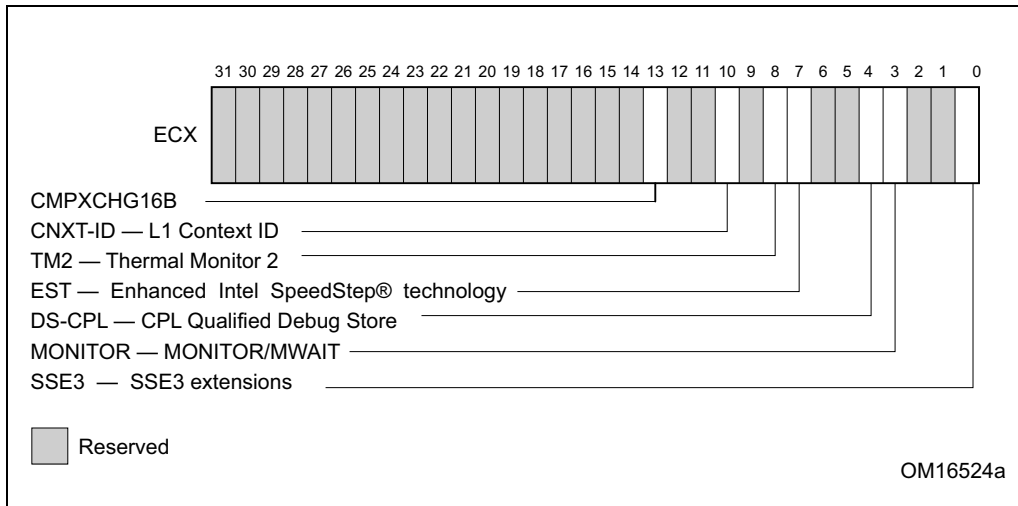 31 30 29 28 27 26 25 24 23 22 21 20 19 18 17 16 15 14 13 12 11 10 9 8 7 6 5 4 3 2 1 0
ECX
CMPXCHG16B
CNXT-ID — L1 Context ID
TM2 — Thermal Monitor 2
EST — Enhanced Intel SpeedStep® technology
DS-CPL — CPL Qualified Debug Store
MONITOR — MONITOR/MWAIT
SSE3 — SSE3 extensions
Reserved
OM16524a